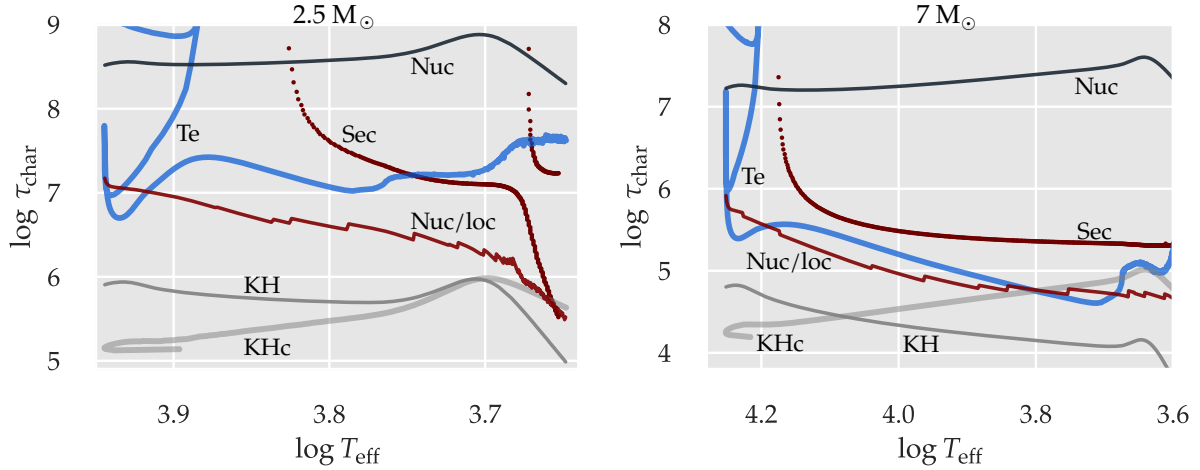 2.5 M⊙
9
8
7
6
5
log τchar
Nuc
Te
Sec
Nuc/loc
KH
KHc
3.9
3.8
3.7
log Teff
7 M⊙
8
7
6
5
4
log τchar
Nuc
Te
Sec
Nuc/loc
KHc
KH
4.2
4.0
3.8
3.6
log Teff